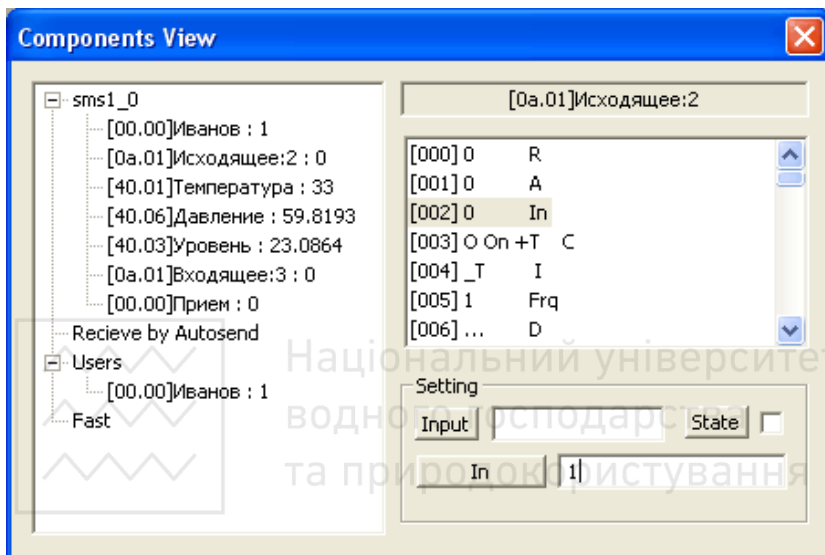 Components View
sms1_0
[00.00]Иванов : 1
[0a.01]Исходящее:2 : 0
[40.01]Температура : 33
[40.06]Давление : 59.8193
[40.03]Уровень : 23.0864
[0a.01]Входящее:3 : 0
[00.00]Прием : 0
Recieve by Autosend
Users
[00.00]Иванов : 1
Fast
[0a.01]Исходящее:2
[000] 0 R
[001] 0 A
[002] 0 In
[003] O On +T C
[004] _T I
[005] 1 Frq
[006] ... D
Setting
Input
State
In 1
Національний університет
водного господарства
та природокористування